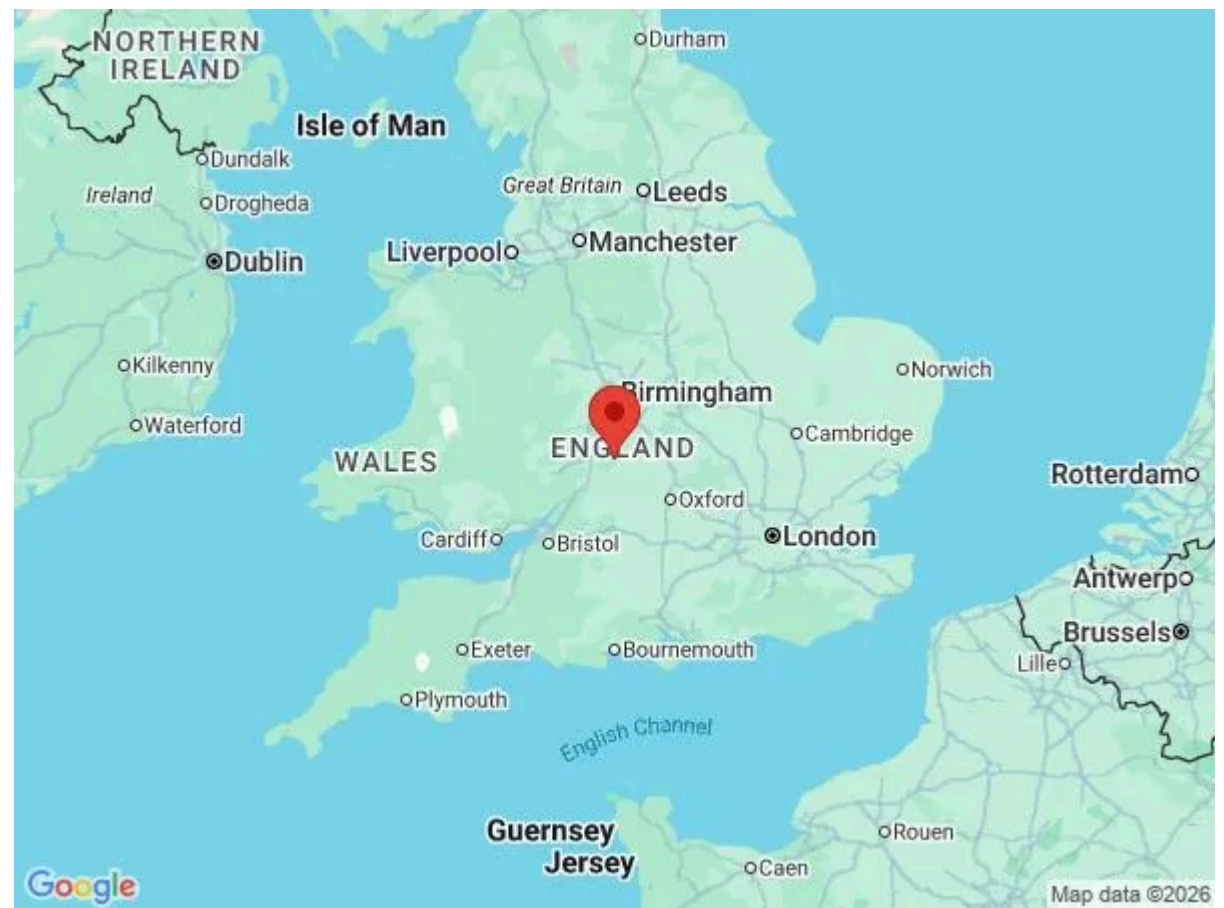 NORTHERN
IRELAND
Durham
Isle of Man
Dundalk
Ireland
Great Britain
Leeds
Drogheda
Liverpool
Manchester
Dublin
Kilkenny
Norwich
Birmingham
Waterford
Cambridge
WALES
ENGLAND
Rotterdam
Oxford
Cardiff
Bristol
London
Antwerp
Brussels
Exeter
Bournemouth
Lille
Plymouth
English Channel
Guernsey
Rouen
Jersey
Caen
Google
Map data ©2026